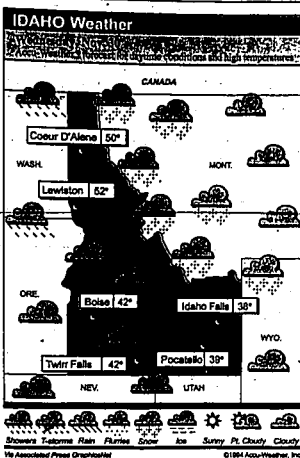 IDAHO Weather
AccuWeather® forecast for daytime conditions and high temperatures
CANADA
Coeur D'Alene 50°
WASH.
MONT.
Lewiston 52°
ORE.
Boise 42°
Idaho Falls 38°
WYO.
Twin Falls 42°
Pocatello 39°
NEV.
UTAH
Showers T-storms Rain Flurries Snow Ice Sunny Pt. Cloudy Cloudy
Via Associated Press GraphicsNet
©1994 Accu-Weather, Inc.